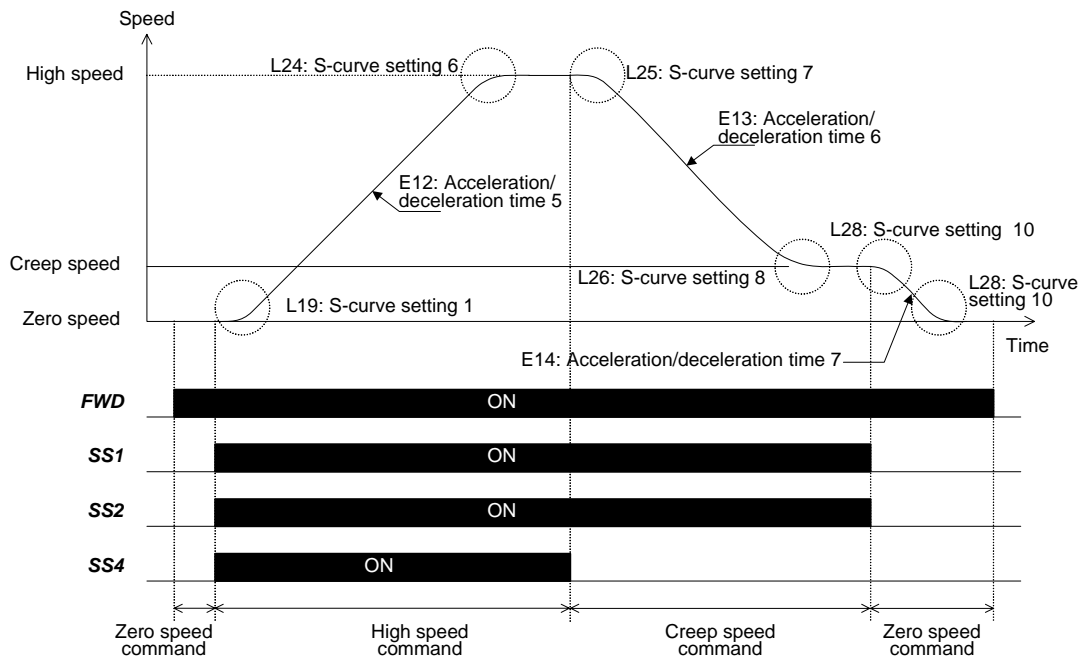 Speed
High speed
L24: S-curve setting 6
L25: S-curve setting 7
E13: Acceleration/
deceleration time 6
E12: Acceleration/
deceleration time 5
L28: S-curve setting 10
Creep speed
L26: S-curve setting 8
L28: S-curve
setting 10
L19: S-curve setting 1
Zero speed
Time
E14: Acceleration/deceleration time 7
FWD
ON
SS1
ON
SS2
ON
SS4
ON
Zero speed
command
High speed
command
Creep speed
command
Zero speed
command